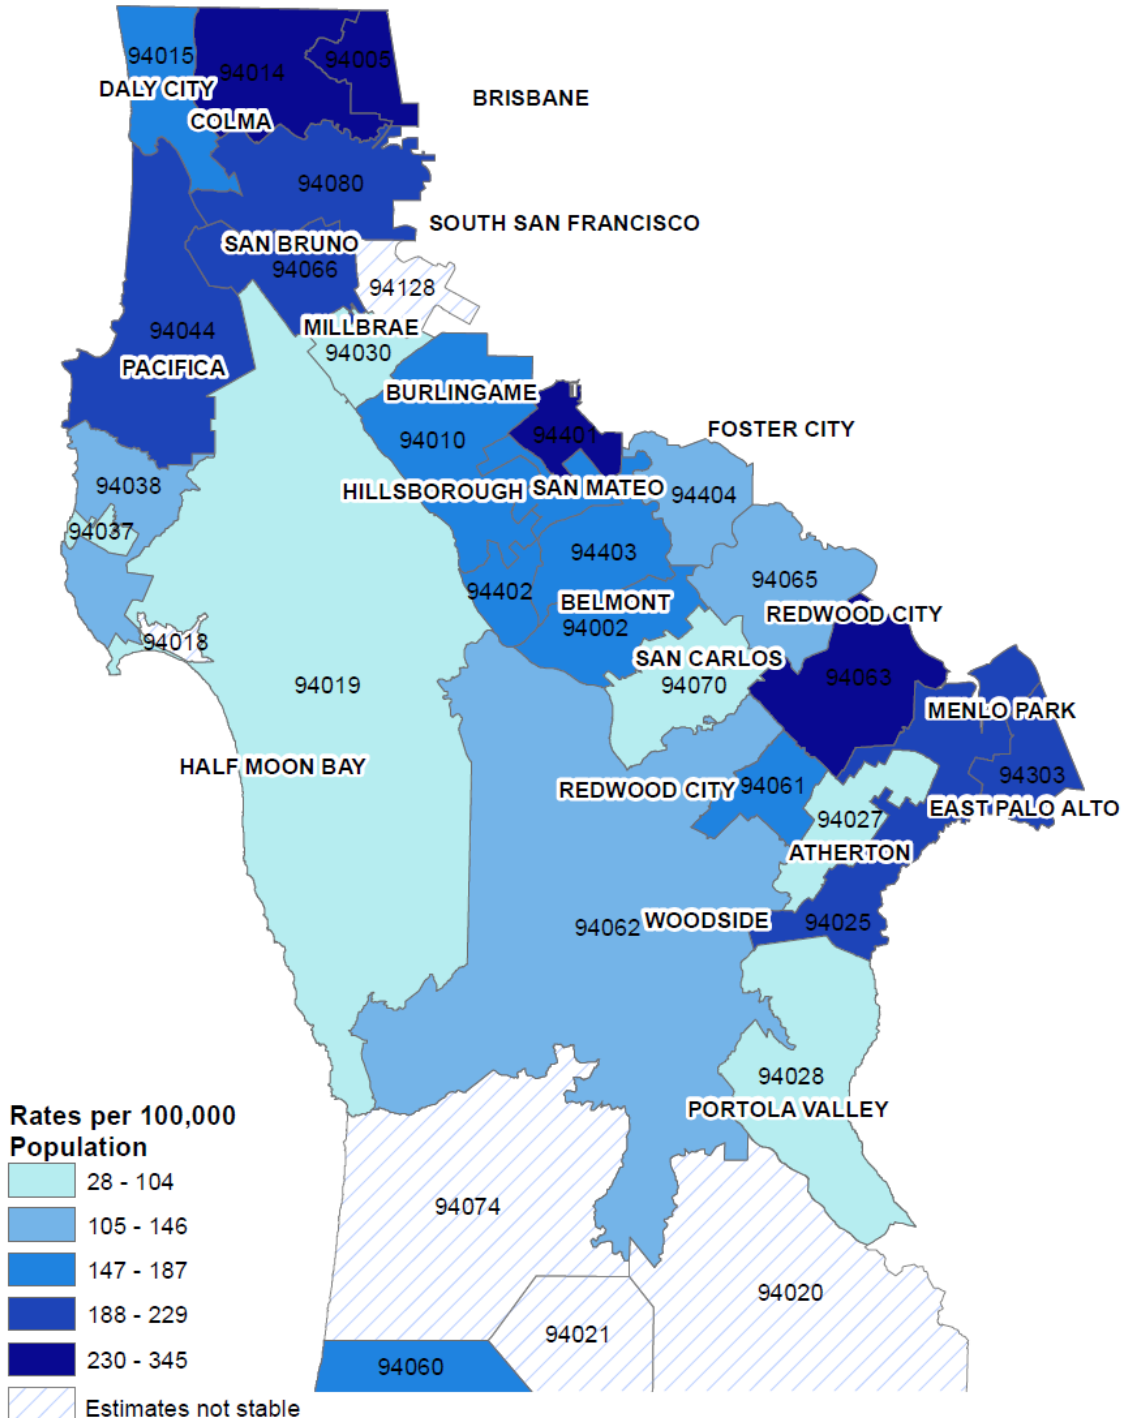 94015
94014
94005
DALY CITY
BRISBANE
COLMA
94080
SOUTH SAN FRANCISCO
SAN BRUNO
94066
94128
94044
MILLBRAE
94030
PACIFICA
BURLINGAME
94401
FOSTER CITY
94010
94038
HILLSBOROUGH
SAN MATEO
94404
94037
94403
94065
94402
BELMONT
94002
REDWOOD CITY
94018
SAN CARLOS
94070
94063
94019
MENLO PARK
HALF MOON BAY
94303
REDWOOD CITY
94061
EAST PALO ALTO
94027
ATHERTON
94062
WOODSIDE
94025
94028
PORTOLA VALLEY
94074
94020
94021
94060
Rates per 100,000
Population
28 - 104
105 - 146
147 - 187
188 - 229
230 - 345
Estimates not stable